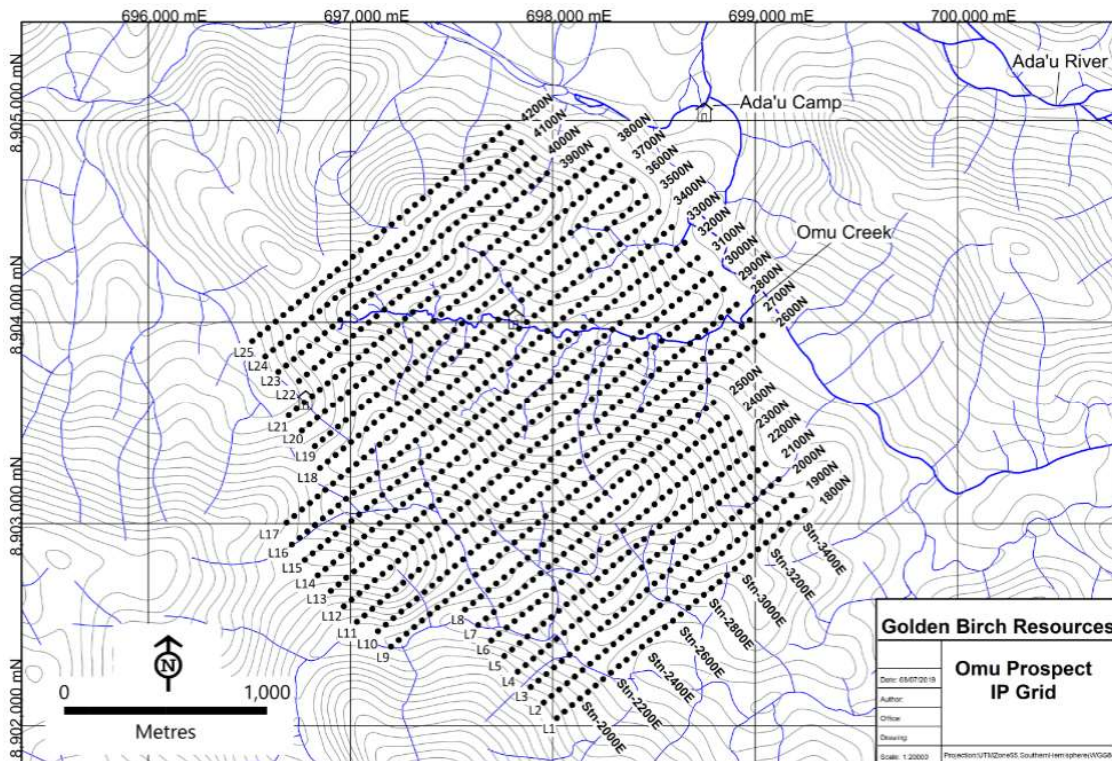 696.000 mE
697.000 mE
698.000 mE
699.000 mE
700.000 mE
Ada'u River
Ada'u Camp
Omu Creek
8.905.000 mN
8.904.000 mN
8.903.000 mN
8.902.000 mN
4200N
4100N
4000N
3900N
3800N
3700N
3600N
3500N
3400N
3300N
3200N
3100N
3000N
2900N
2800N
2700N
2600N
2500N
2400N
2300N
2200N
2100N
2000N
1900N
1800N
L25
L24
L23
L22
L21
L20
L19
L18
L17
L16
L15
L14
L13
L12
L11
L10
L9
L8
L7
L6
L5
L4
L3
L2
L1
Stn-3400E
Stn-3200E
Stn-3000E
Stn-2800E
Stn-2600E
Stn-2400E
Stn-2200E
Stn-2000E
N
0 1,000
Metres
Golden Birch Resources
Omu Prospect
IP Grid
Author:
Office:
Drawing:
Scale: 1:20000